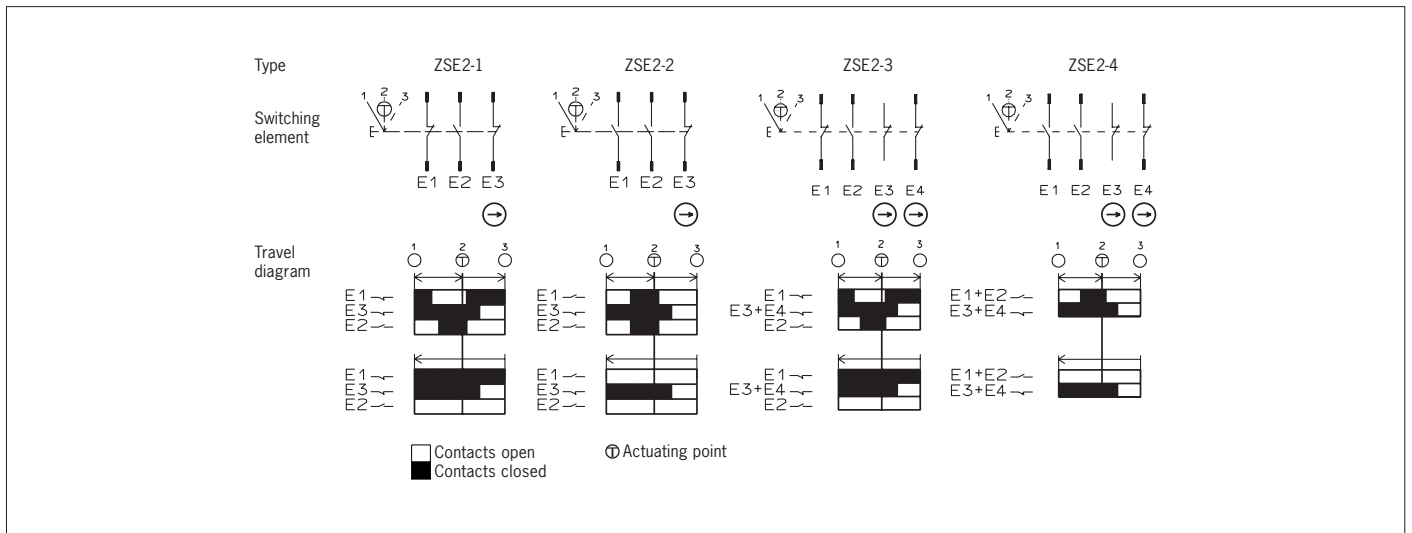 Type ZSE2-1 ZSE2-2 ZSE2-3 ZSE2-4
1 2 3 1 2 3 1 2 3 1 2 3
T T T T
Switching
element
E E E E
E1 E2 E3 E1 E2 E3 E1 E2 E3 E4 E1 E2 E3 E4
Travel
diagram
1 2 3 1 2 3 1 2 3 1 2 3
T T T T
E1 E1 E1 E1+E2
E3 E3 E3+E4 E3+E4
E2 E2 E2
E1 E1 E1 E1+E2
E3 E3 E3+E4 E3+E4
E2 E2 E2
Contacts open T Actuating point
Contacts closed